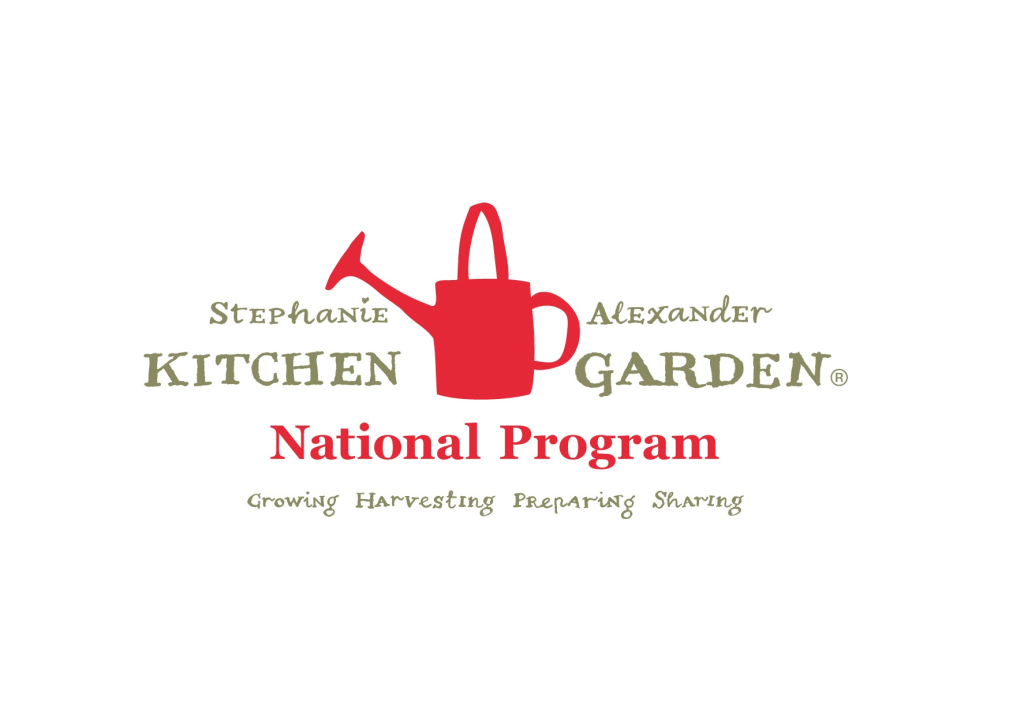 Stephanie Alexander
KITCHEN GARDEN®
National Program
Growing Harvesting Preparing Sharing